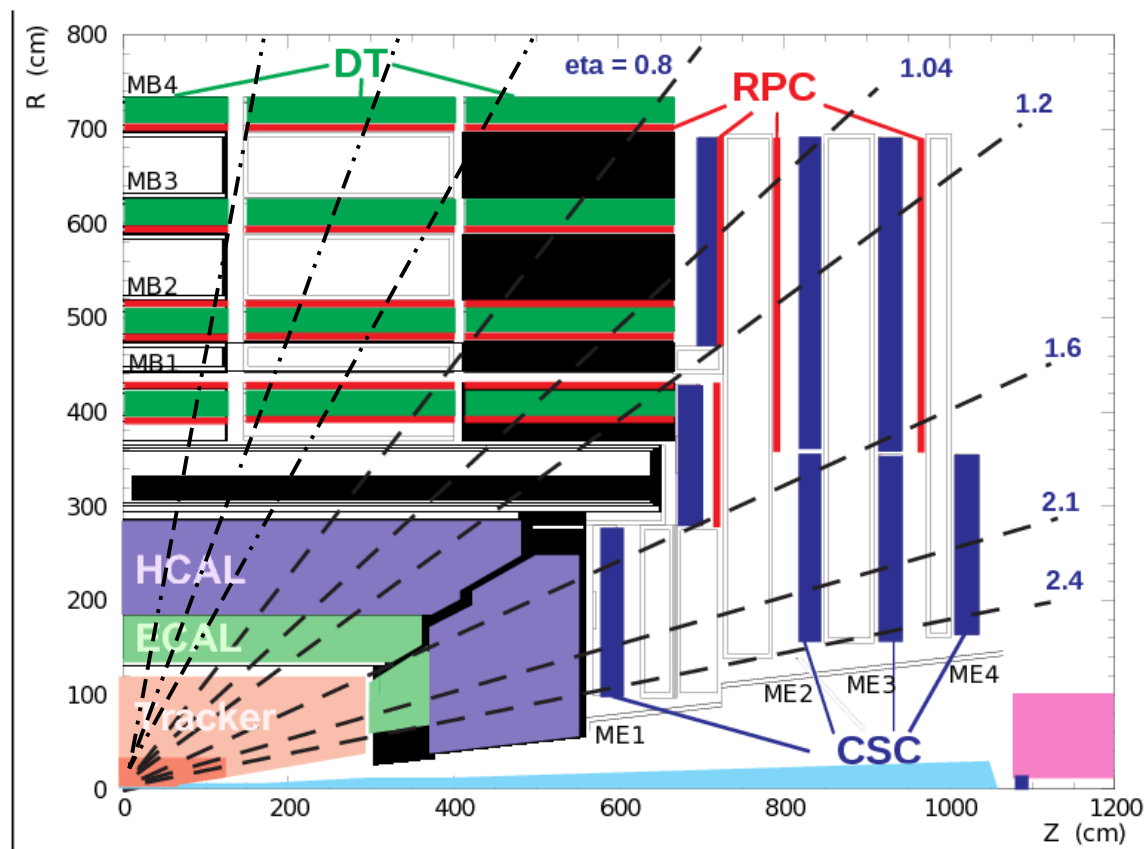 800
R (cm)
DT
eta = 0.8
1.04
MB4
RPC
1.2
700
MB3
600
MB2
500
MB1
1.6
400
300
2.1
HCAL
2.4
200
ECAL
100
Tracker
ME1
ME2
ME3
ME4
CSC
0
0
200
400
600
800
1000
1200
Z (cm)